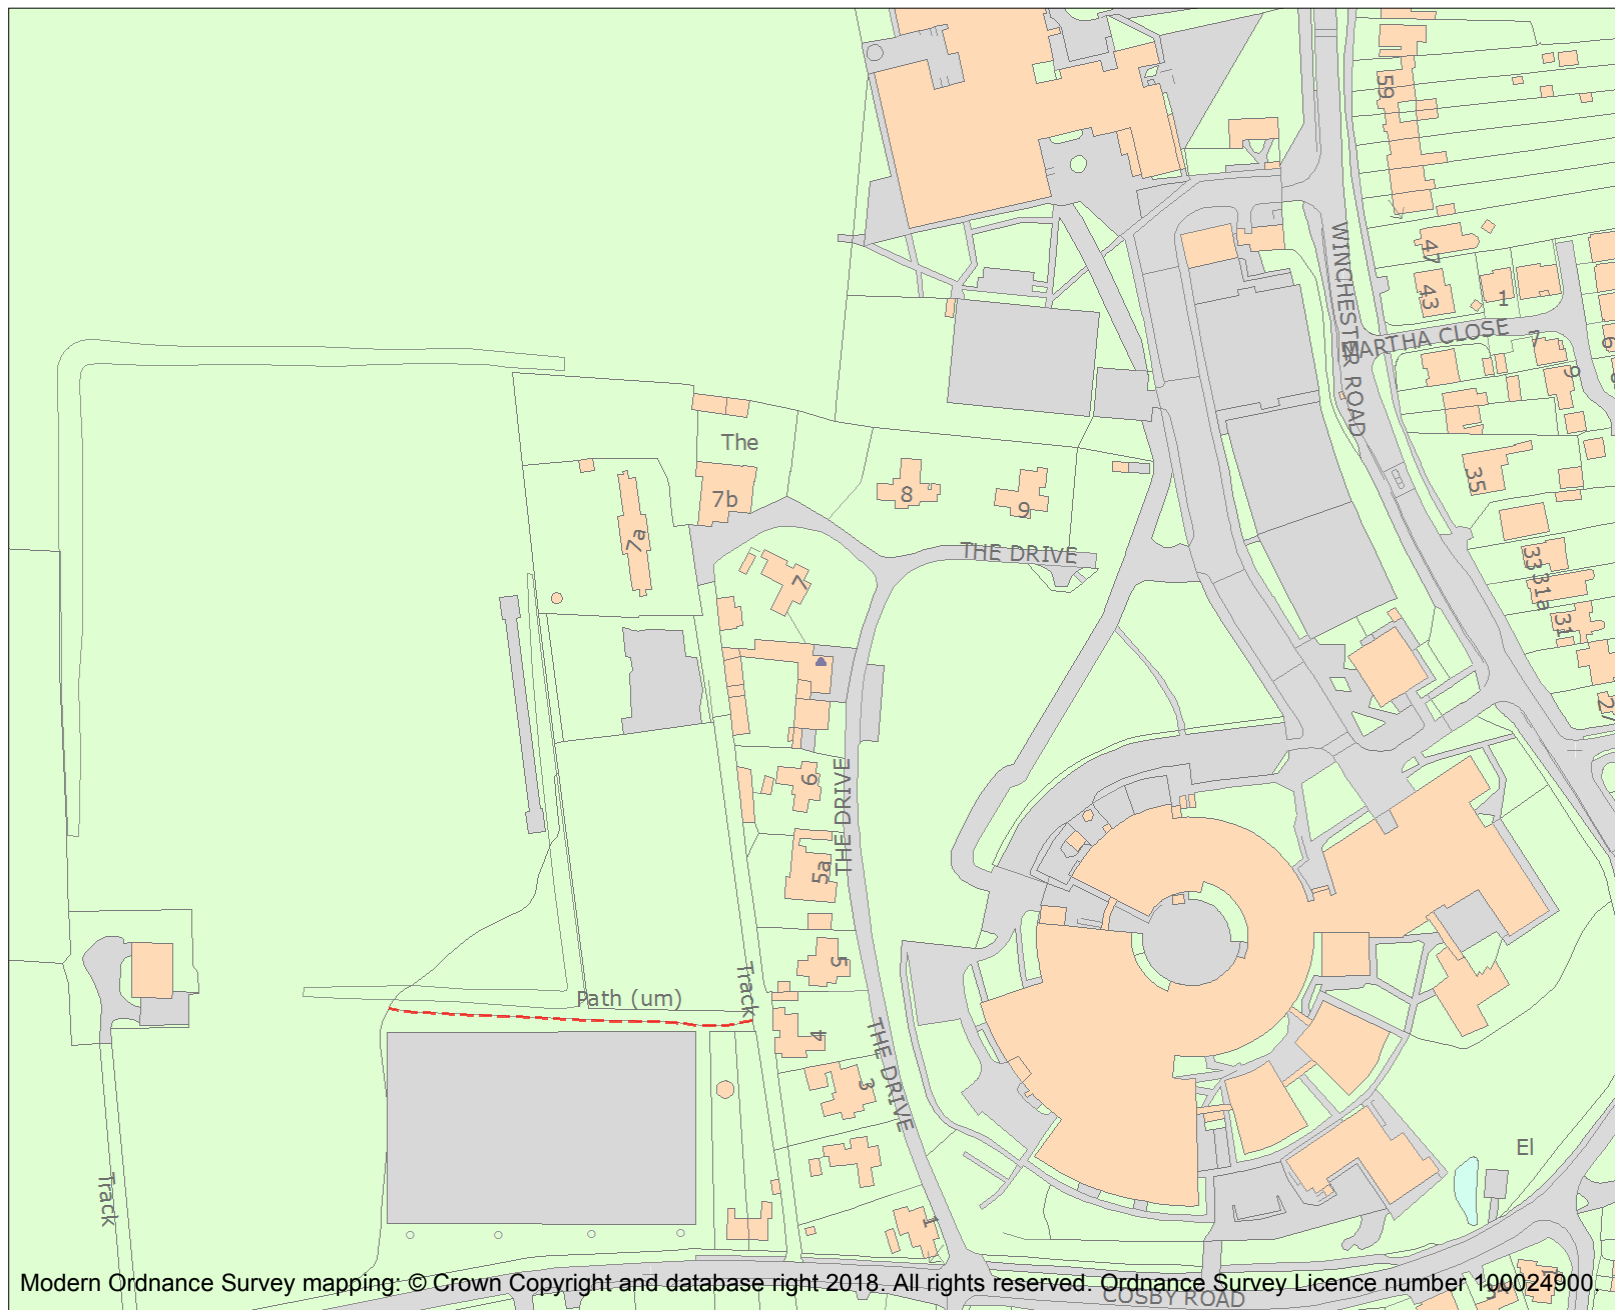 59
WINCHESTER ROAD
47
43
1
MARTHA CLOSE
7
6
9
The
7b
8
9
35
7a
THE DRIVE
33
31a
31
7
27
6
THE DRIVE
5a
5
Track
Path (um)
4
THE DRIVE
3
El
Track
1
Modern Ordnance Survey mapping: © Crown Copyright and database right 2018. All rights reserved. Ordnance Survey Licence number 100024900.
COSBY ROAD